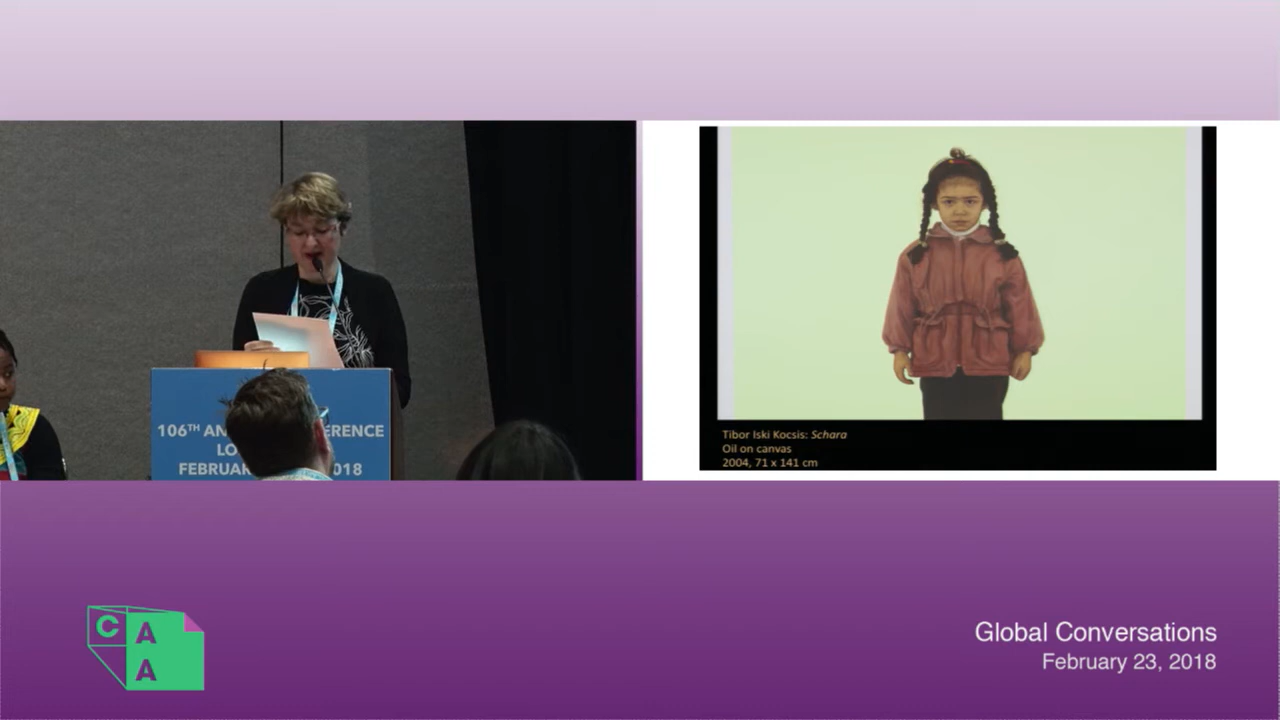 106TH AN ERENCE
LO
FEBRUAR 018
Tibor Iski Kocsis: Schara
Oil on canvas
2004, 71 x 141 cm
C A
A
Global Conversations
February 23, 2018